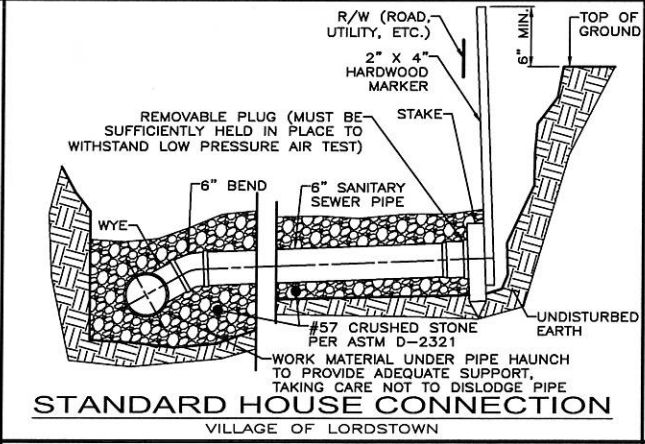 R/W (ROAD,
UTILITY, ETC.)
2" X 4"
HARDWOOD
MARKER
6" MIN.
TOP OF
GROUND
REMOVABLE PLUG (MUST BE
SUFFICIENTLY HELD IN PLACE TO
WITHSTAND LOW PRESSURE AIR TEST)
STAKE
6" BEND
6" SANITARY
SEWER PIPE
WYE
UNDISTURBED
EARTH
#57 CRUSHED STONE
PER ASTM D-2321
WORK MATERIAL UNDER PIPE HAUNCH
TO PROVIDE ADEQUATE SUPPORT,
TAKING CARE NOT TO DISLODGE PIPE
STANDARD HOUSE CONNECTION
VILLAGE OF LORDSTOWN